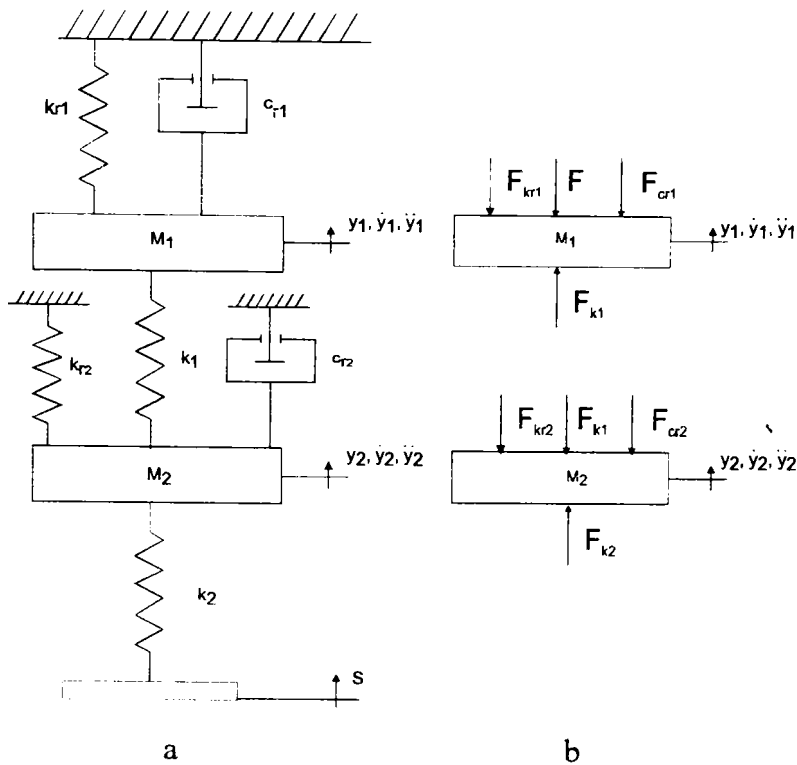 kr1
cr1
M1
y1, ẏ1, ÿ1
kr2
k1
cr2
M2
y2, ẏ2, ÿ2
k2
s
a
Fkr1
F
Fcr1
M1
y1, ẏ1, ÿ1
Fk1
Fkr2
Fk1
Fcr2
M2
y2, ẏ2, ÿ2
Fk2
b